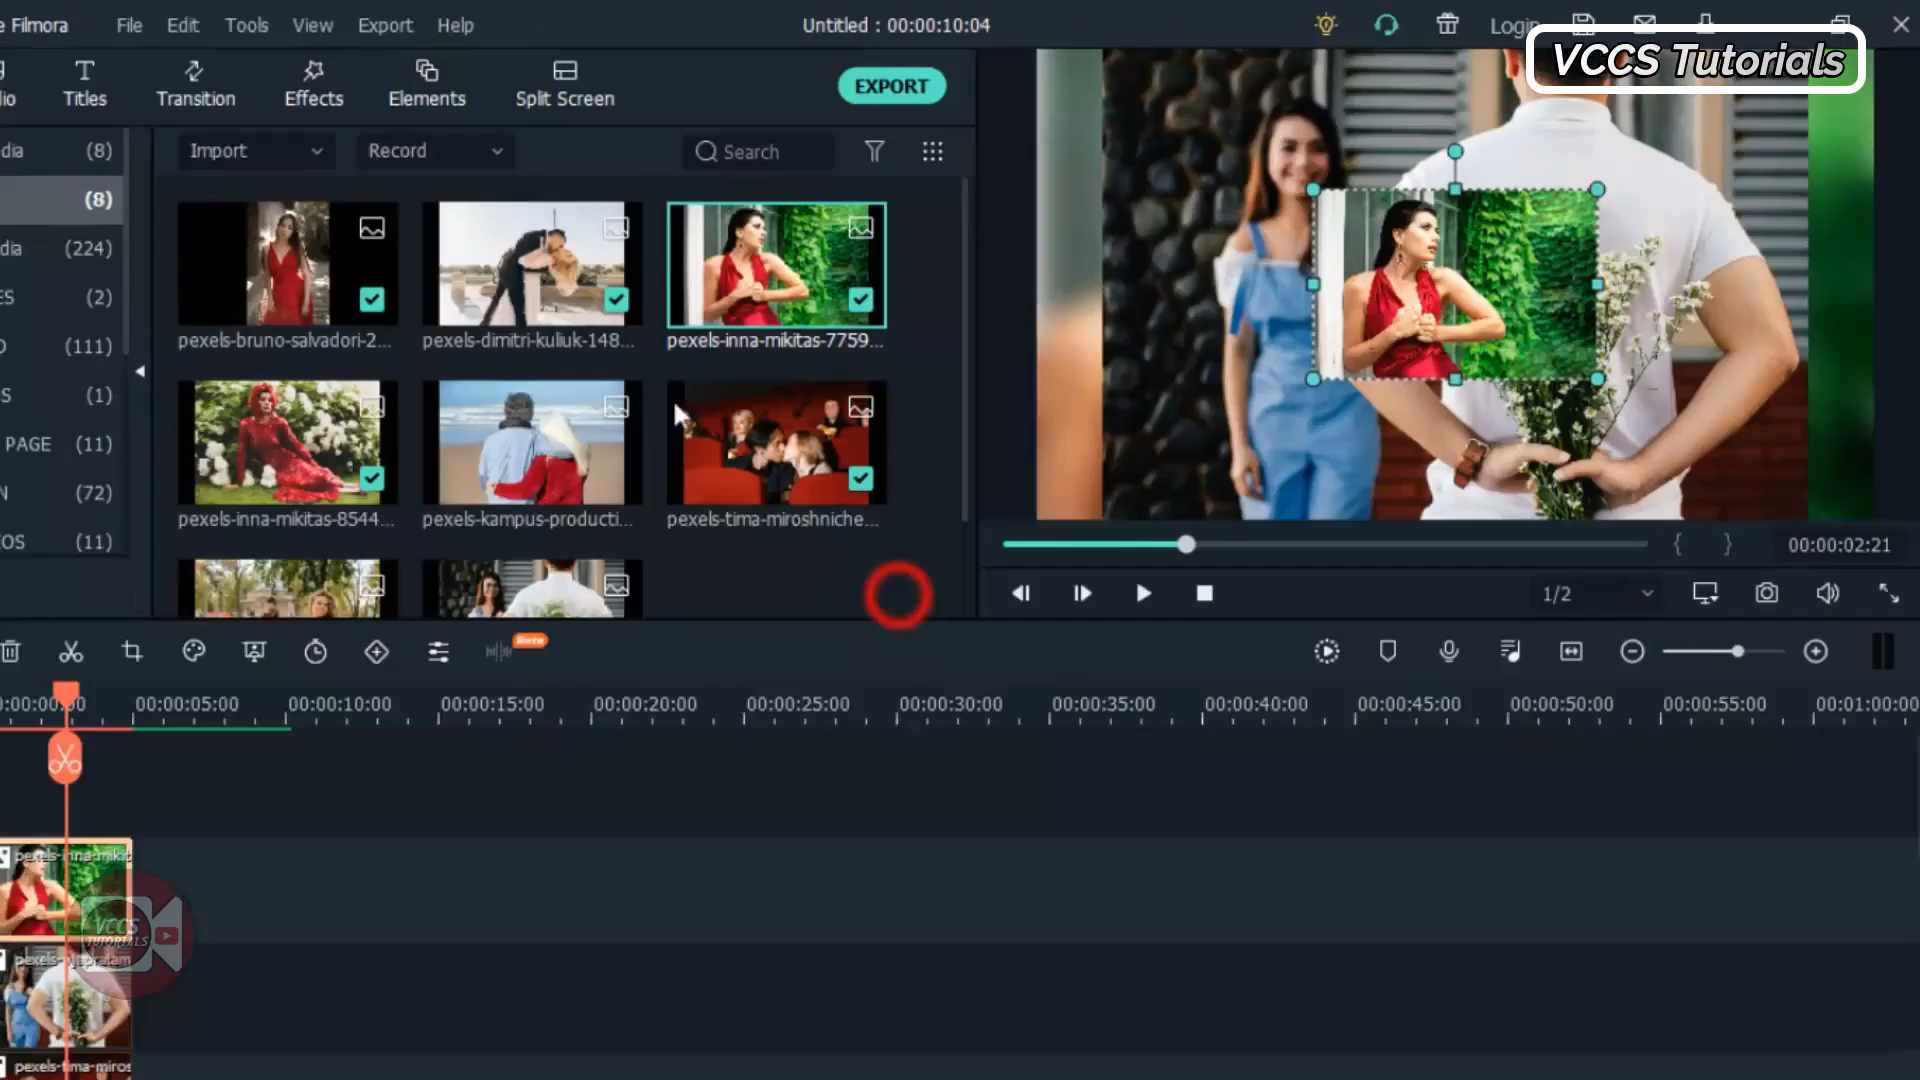 e Filmora
File
Edit
Tools
View
Export
Help
Untitled : 00:00:10:04
Login
VCCS Tutorials
dio
Titles
Transition
Effects
Elements
Split Screen
EXPORT
dia (8)
(8)
dia (224)
ES (2)
O (111)
S (1)
PAGE (11)
N (72)
OS (11)
Import
Record
Search
pexels-bruno-salvadori-2...
pexels-dimitri-kuliuk-148...
pexels-inna-mikitas-7759...
pexels-inna-mikitas-8544...
pexels-kampus-producti...
pexels-tima-miroshniche...
00:00:02:21
{ }
1/2
Beta
00:00:05:00
00:00:10:00
00:00:15:00
00:00:20:00
00:00:25:00
00:00:30:00
00:00:35:00
00:00:40:00
00:00:45:00
00:00:50:00
00:00:55:00
00:01:00:00
pexels-inna-mikit
VCCS
TUTORIALS
pexels-tima-miros